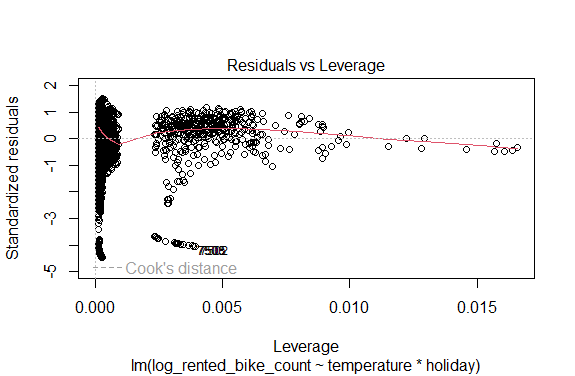 Residuals vs Leverage
Standardized residuals
2
1
0
-1
-3
-5
Cook's distance
0.000 0.005 0.010 0.015
Leverage
lm(log_rented_bike_count ~ temperature * holiday)